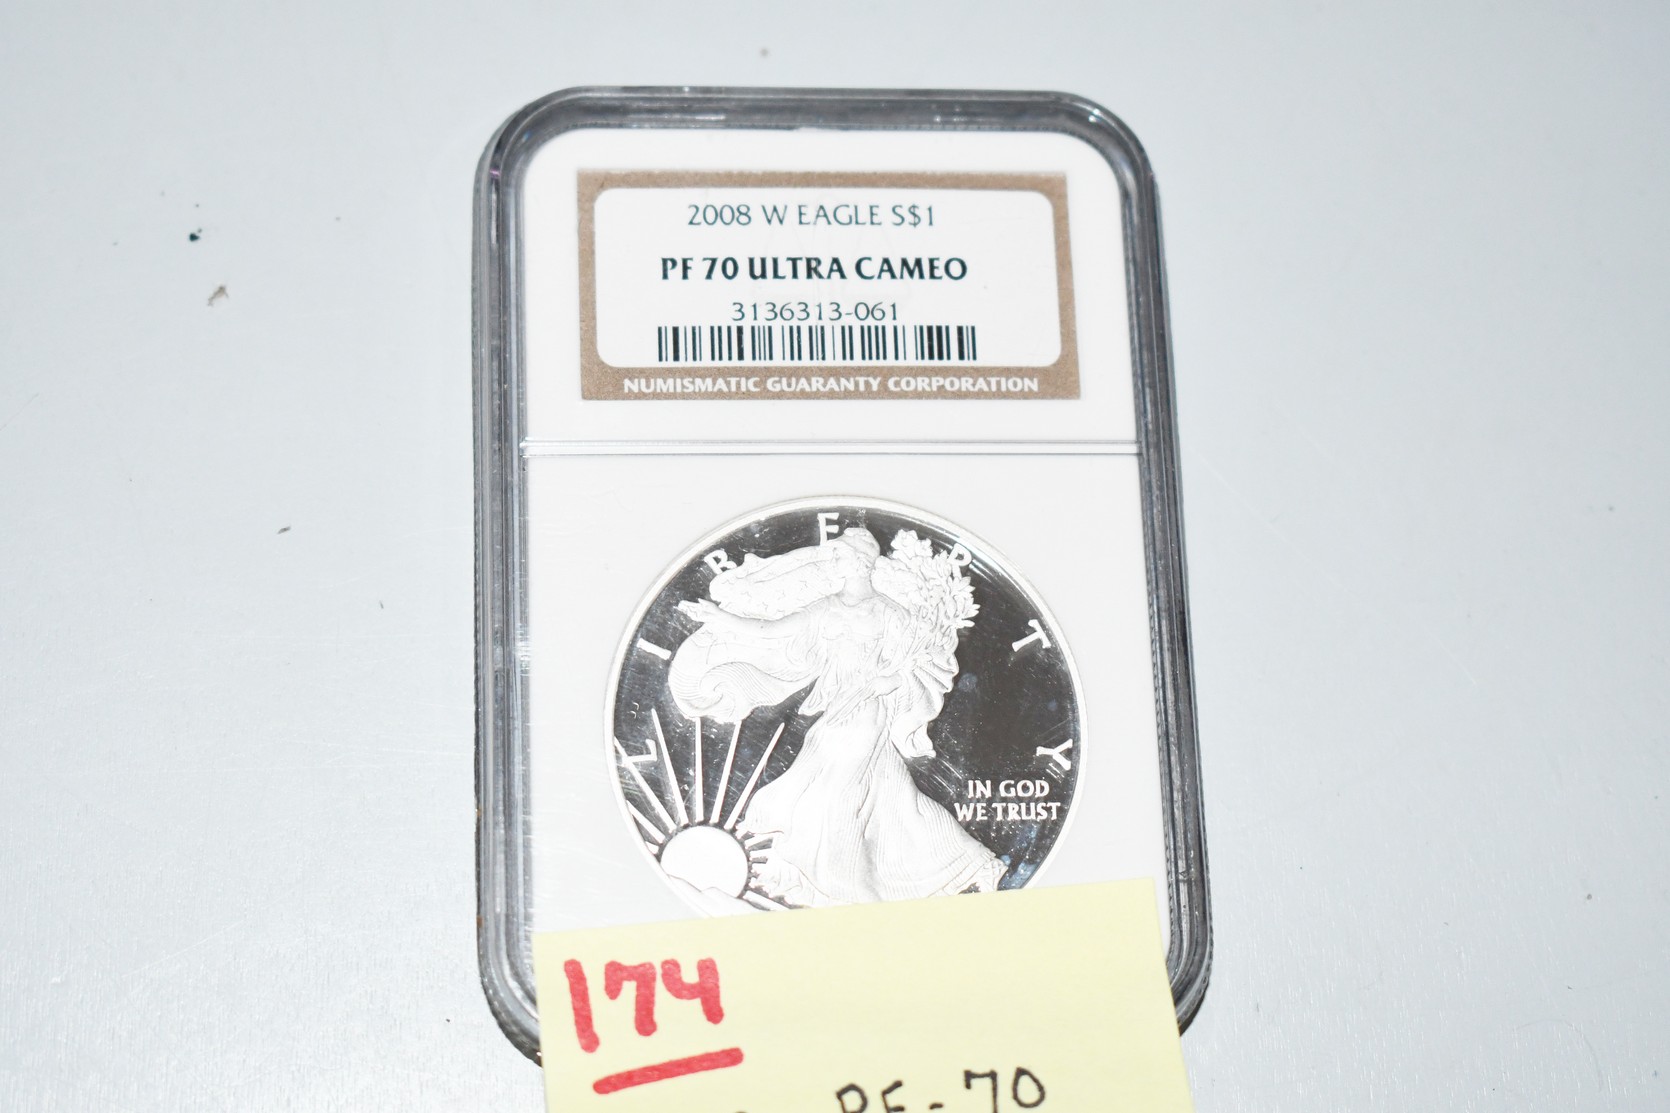 2008 W EAGLE S$1
PF 70 ULTRA CAMEO
3136313-061
NUMISMATIC GUARANTY CORPORATION
LIBERTY
IN GOD
WE TRUST
174
PF-70